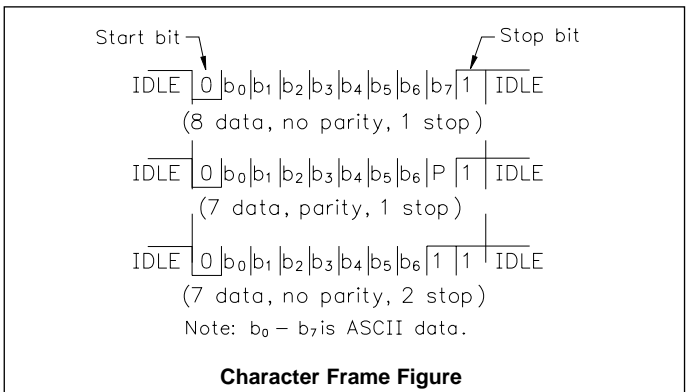 Start bit Stop bit
IDLE 0 b₀ b₁ b₂ b₃ b₄ b₅ b₆ b₇ 1 IDLE
(8 data, no parity, 1 stop)
IDLE 0 b₀ b₁ b₂ b₃ b₄ b₅ b₆ P 1 IDLE
(7 data, parity, 1 stop)
IDLE 0 b₀ b₁ b₂ b₃ b₄ b₅ b₆ 1 1 IDLE
(7 data, no parity, 2 stop)
Note: b₀ – b₇ is ASCII data.
Character Frame Figure